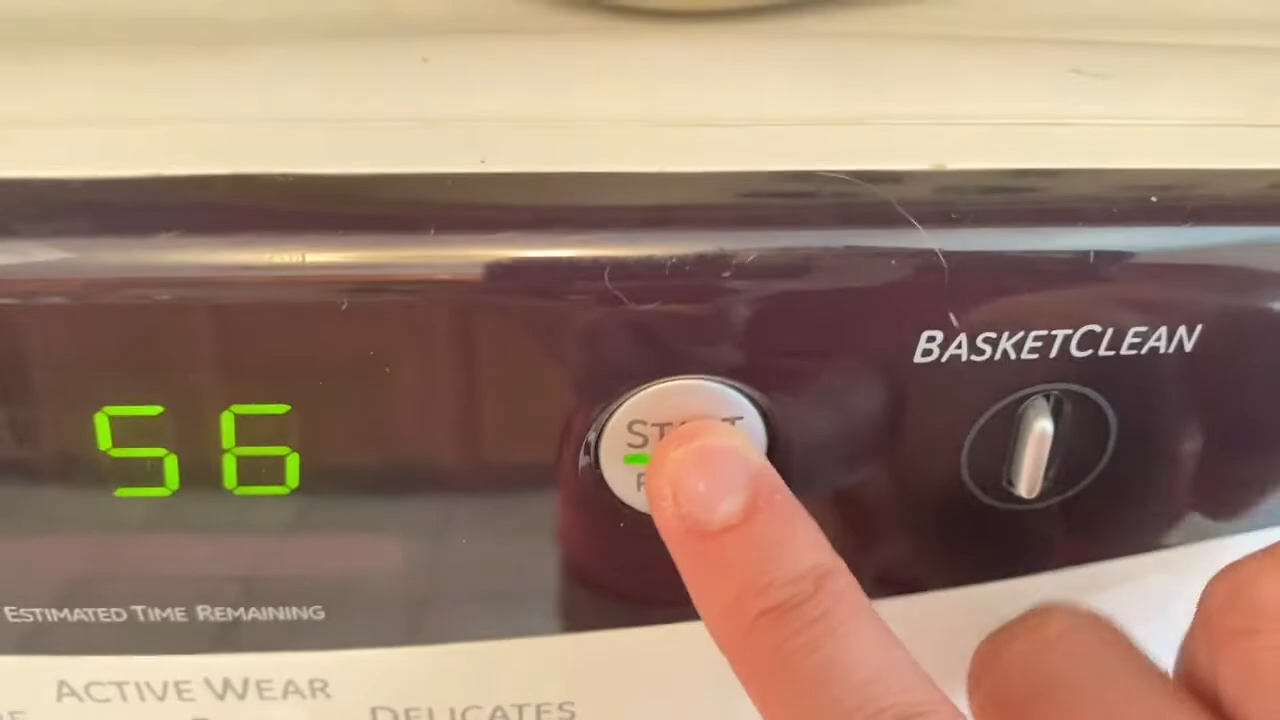 BASKETCLEAN
56
ESTIMATED TIME REMAINING
ACTIVE WEAR
DELICATES